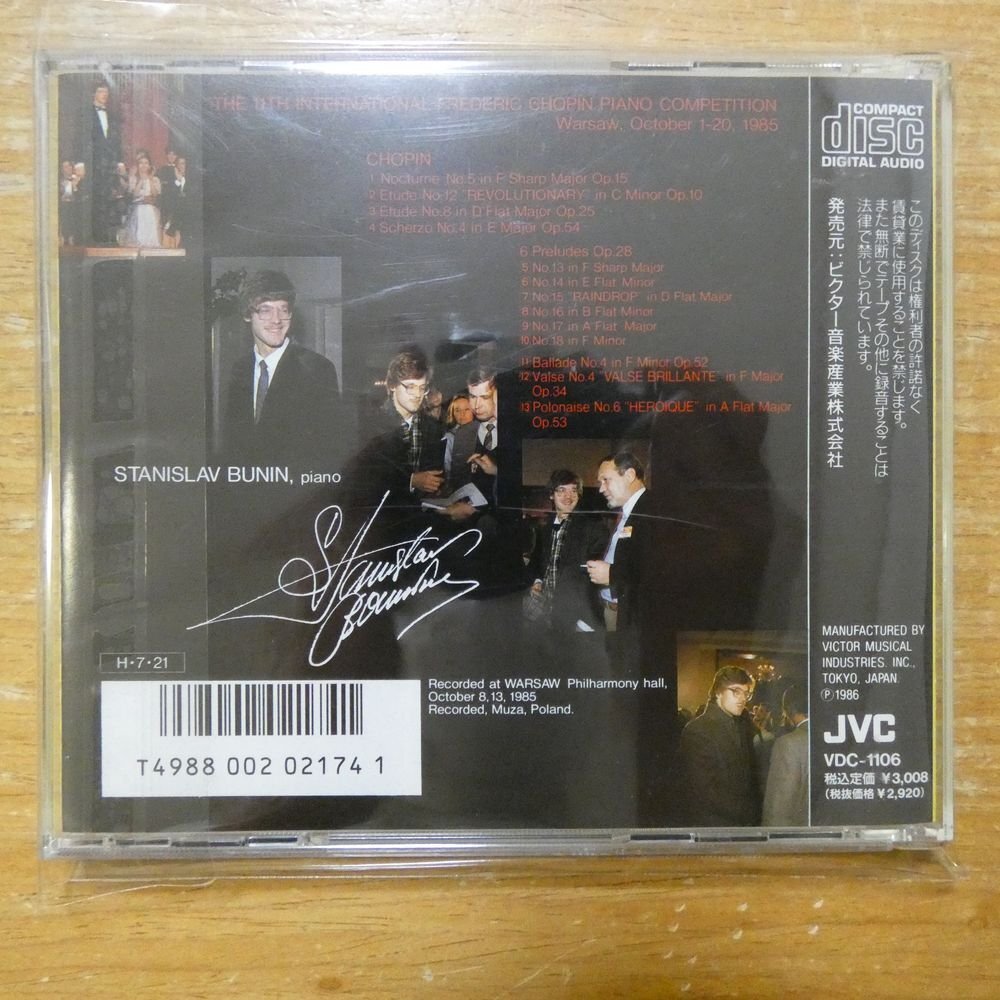 THE 11TH INTERNATIONAL FREDERIC CHOPIN PIANO COMPETITION
Warsaw, October 1-20, 1985
CHOPIN
1 Nocturne No.5 in F Sharp Major Op.15
2 Etude No.12 "REVOLUTIONARY" in C Minor Op.10
3 Etude No.8 in D Flat Major Op.25
4 Scherzo No.4 in E Major Op.54
6 Preludes Op.28
5 No.13 in F Sharp Major
6 No.14 in E Flat Minor
7 No.15 "RAINDROP" in D Flat Major
8 No.16 in B Flat Minor
9 No.17 in A Flat Major
10 No.18 in F Minor
11 Ballade No.4 in F Minor Op.52
12 Valse No.4 "VALSE BRILLANTE" in F Major
Op.34
13 Polonaise No.6 "HEROIQUE" in A Flat Major
Op.53
STANISLAV BUNIN, piano
Stanislav
H・7・21
T4988 002 02174 1
Recorded at WARSAW Philharmony hall,
October 8,13, 1985
Recorded, Muza, Poland.
COMPACT
disc
DIGITAL AUDIO
このディスクは権利者の許諾なく
賃貸業に使用することを禁じます。
また無断でテープその他に録音することは
法律で禁じられています。
発売元：ビクター音楽産業株式会社
MANUFACTURED BY
VICTOR MUSICAL
INDUSTRIES. INC.,
TOKYO, JAPAN.
Ⓟ1986
JVC
VDC-1106
税込定価 ¥3,008
(税抜価格 ¥2,920)